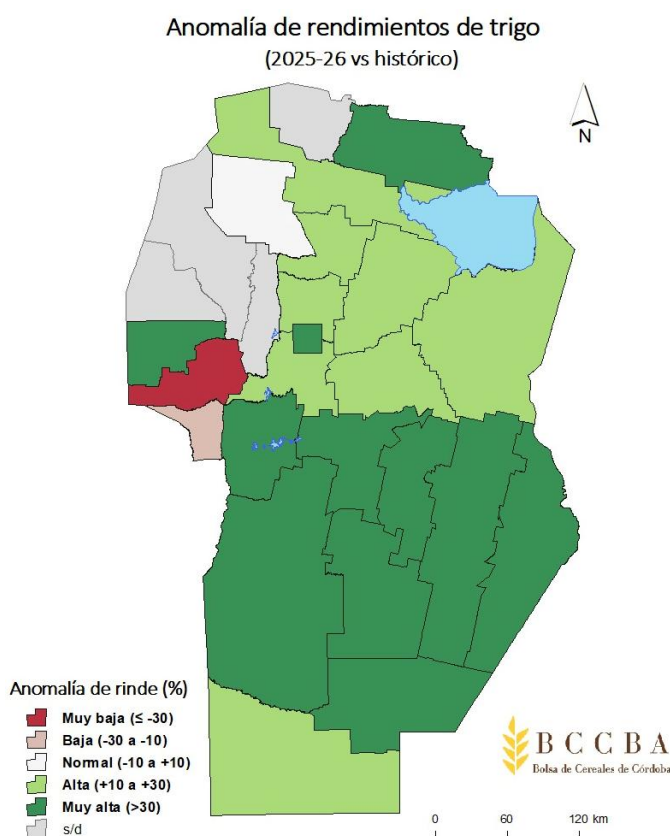 Anomalía de rendimientos de trigo
(2025-26 vs histórico)
N
Anomalía de rinde (%)
Muy baja (≤ -30)
Baja (-30 a -10)
Normal (-10 a +10)
Alta (+10 a +30)
Muy alta (>30)
s/d
BCCBA
Bolsa de Cereales de Córdoba
0 60 120 km